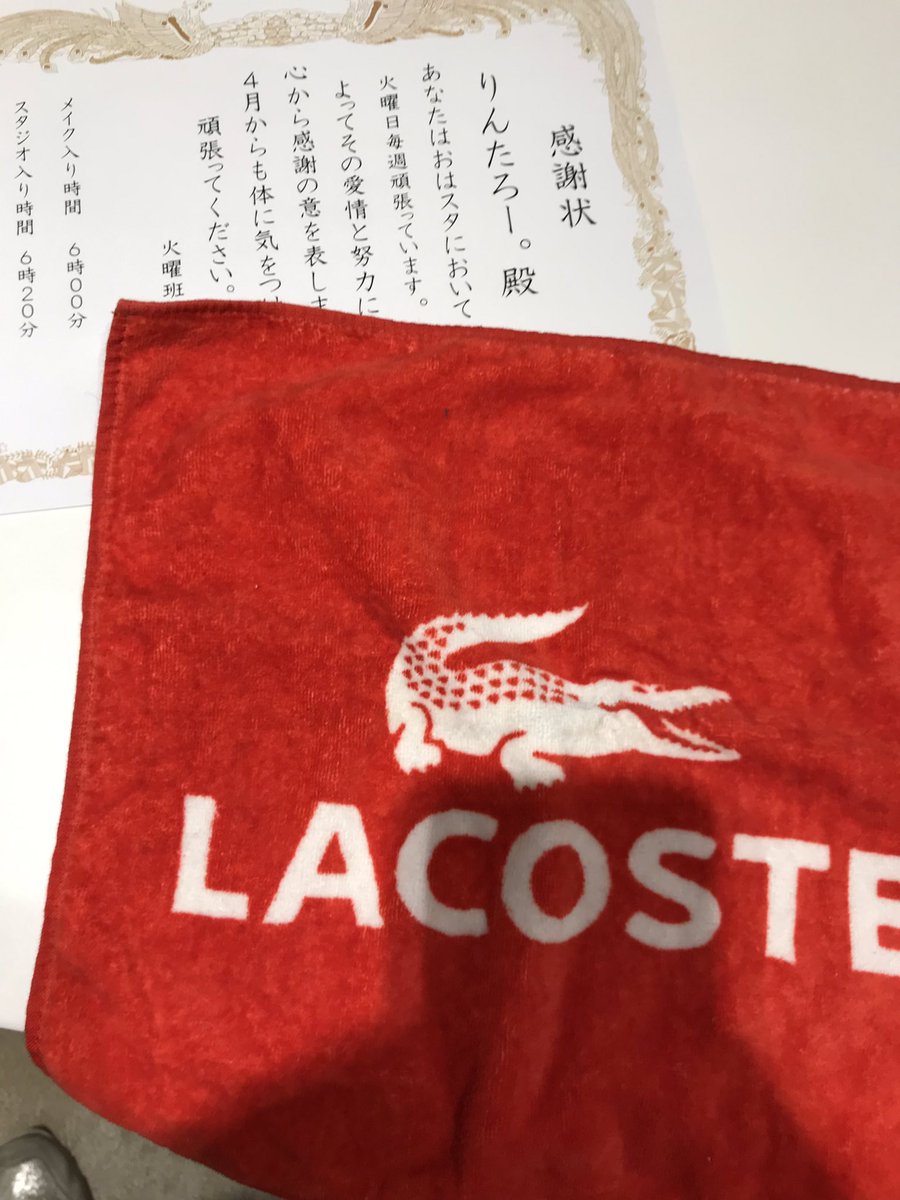 感謝状
りんたろー。殿
あなたはおはスタにおいて
火曜日毎週頑張っています。
よってその愛情と努力に
心から感謝の意を表しま
4月からも体に気をつけ
頑張ってください。
火曜班
メイク入り時間 6時00分
スタジオ入り時間 6時20分
LACOSTE